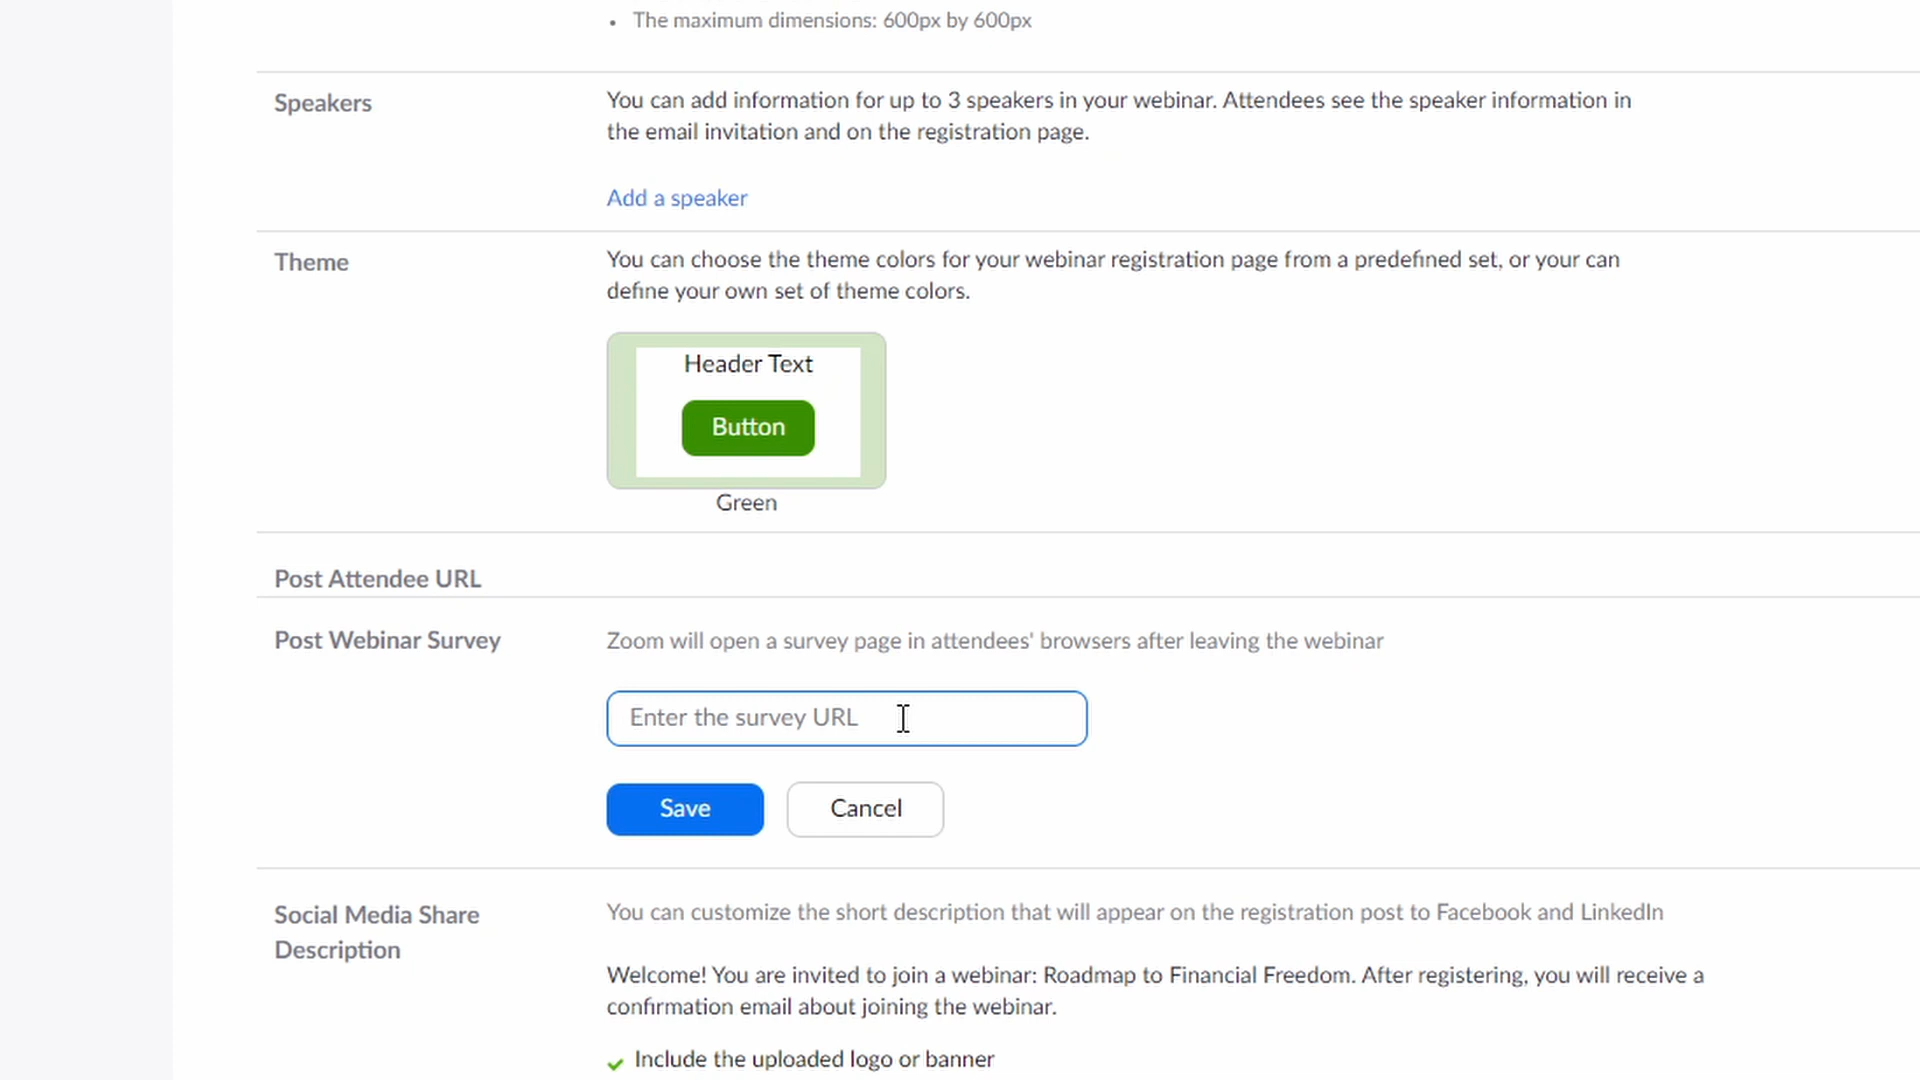 • The maximum dimensions: 600px by 600px
Speakers
You can add information for up to 3 speakers in your webinar. Attendees see the speaker information in
the email invitation and on the registration page.
Add a speaker
Theme
You can choose the theme colors for your webinar registration page from a predefined set, or your can
define your own set of theme colors.
Header Text
Button
Green
Post Attendee URL
Post Webinar Survey
Zoom will open a survey page in attendees' browsers after leaving the webinar
Enter the survey URL
Save
Cancel
Social Media Share
Description
You can customize the short description that will appear on the registration post to Facebook and LinkedIn
Welcome! You are invited to join a webinar: Roadmap to Financial Freedom. After registering, you will receive a
confirmation email about joining the webinar.
Include the uploaded logo or banner